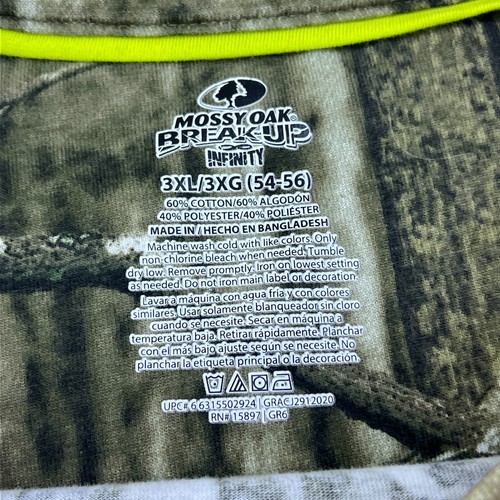 MOSSY OAK
BREAK-UP
INFINITY
3XL/3XG (54-56)
60% COTTON/60% ALGODÓN
40% POLYESTER/40% POLIÉSTER
MADE IN / HECHO EN BANGLADESH
Machine wash cold with like colors. Only
non chlorine bleach when needed. Tumble
dry low. Remove promptly. Iron on lowest setting
as needed. Do not iron main label or decoration
Lavar a máquina con agua fría y con colores
similares. Usar solamente blanqueador sin cloro
cuando se necesite. Secar en máquina a
temperatura baja. Retirar rápidamente. Planchar
con el más bajo ajuste según se necesite. No
planchar la etiqueta principal o la decoración
UPC# 6 6315502924 | GRACJ2912020
RN# 15897 | GR6